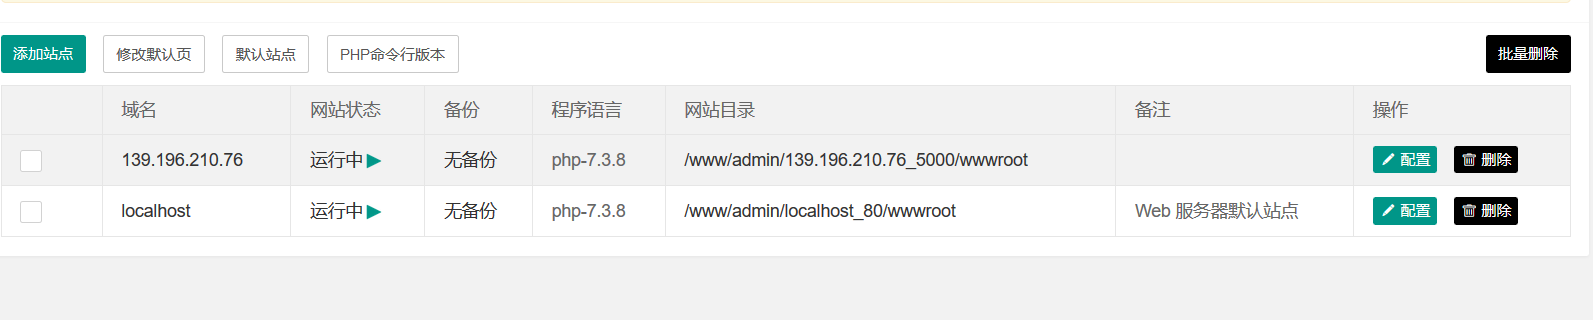 添加站点 修改默认页 默认站点 PHP命令行版本 批量删除
域名 网站状态 备份 程序语言 网站目录 备注 操作
139.196.210.76 运行中 无备份 php-7.3.8 /www/admin/139.196.210.76_5000/wwwroot 配置 删除
localhost 运行中 无备份 php-7.3.8 /www/admin/localhost_80/wwwroot Web 服务器默认站点 配置 删除